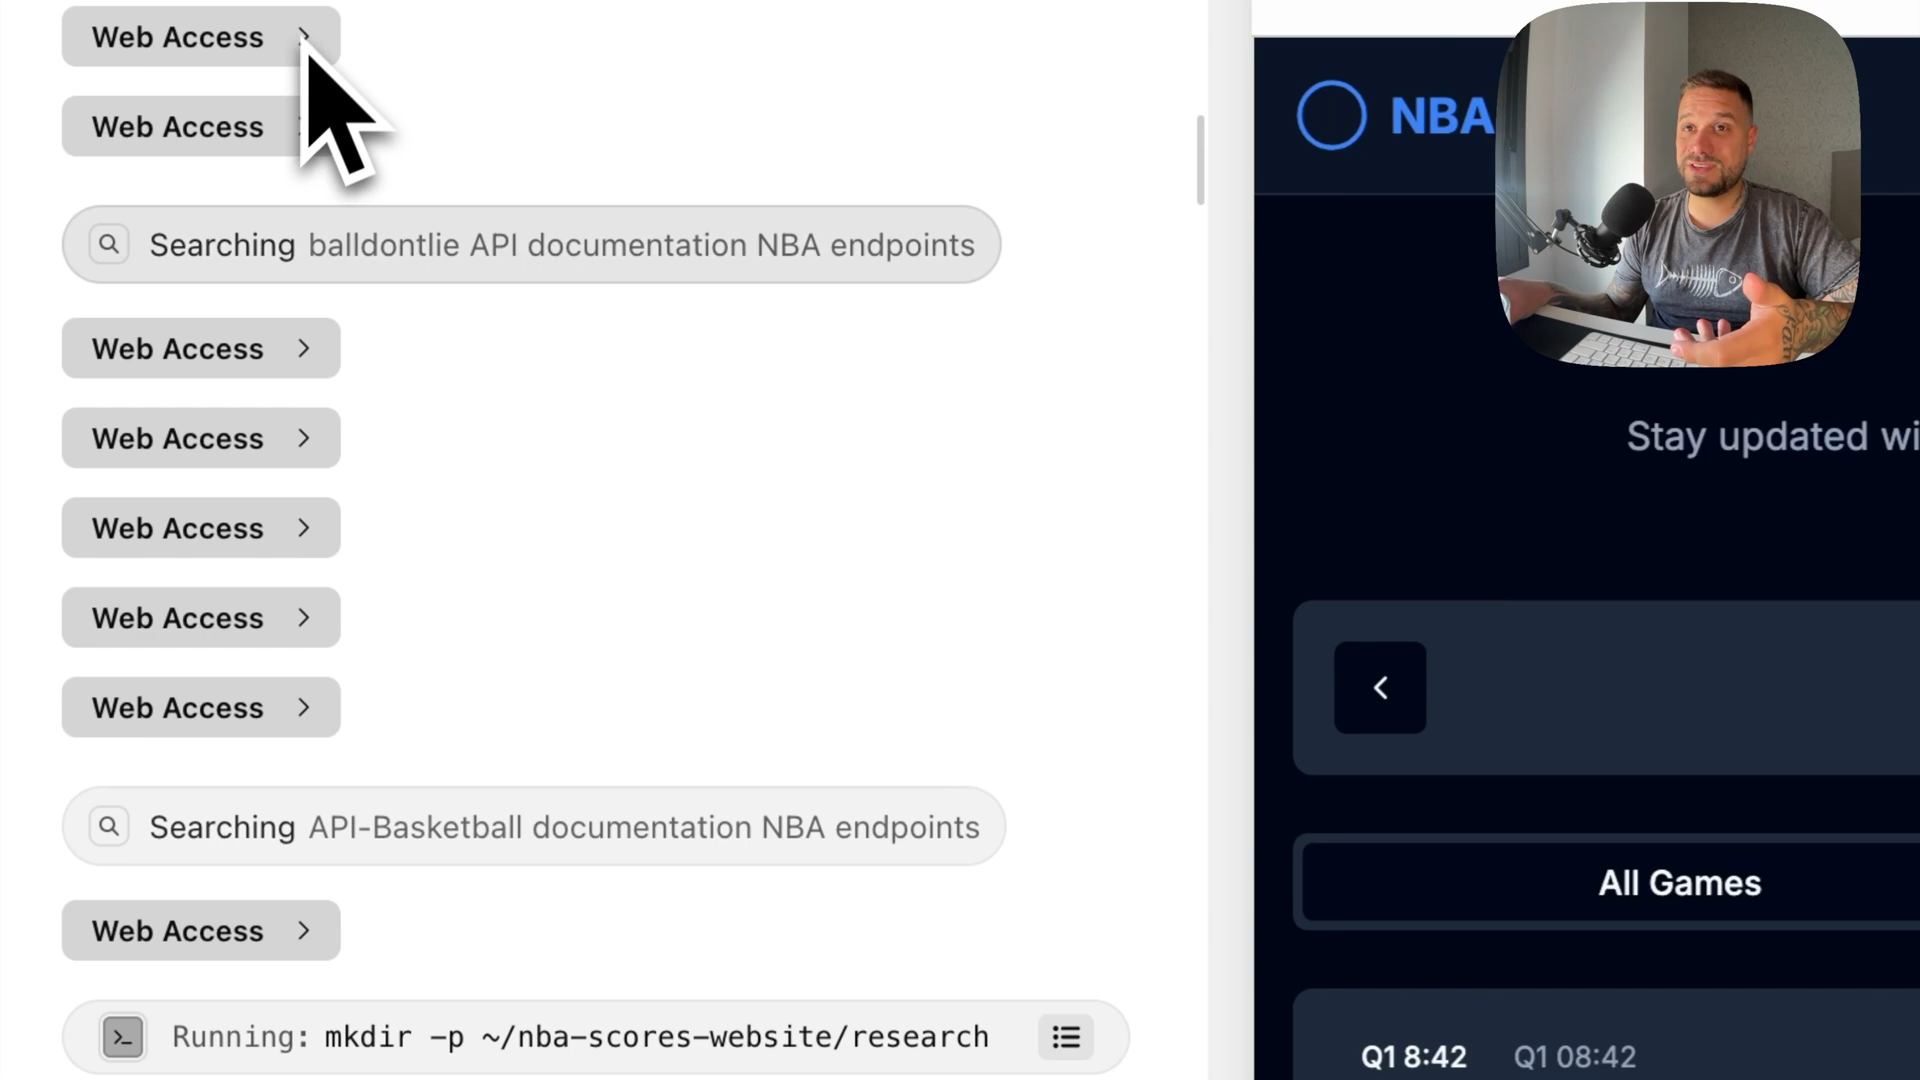 Web Access
Web Access
Searching balldontlie API documentation NBA endpoints
Web Access
Web Access
Web Access
Web Access
Web Access
Searching API-Basketball documentation NBA endpoints
Web Access
Running: mkdir -p ~/nba-scores-website/research
NBA
Stay updated wi
All Games
Q1 8:42 Q1 08:42